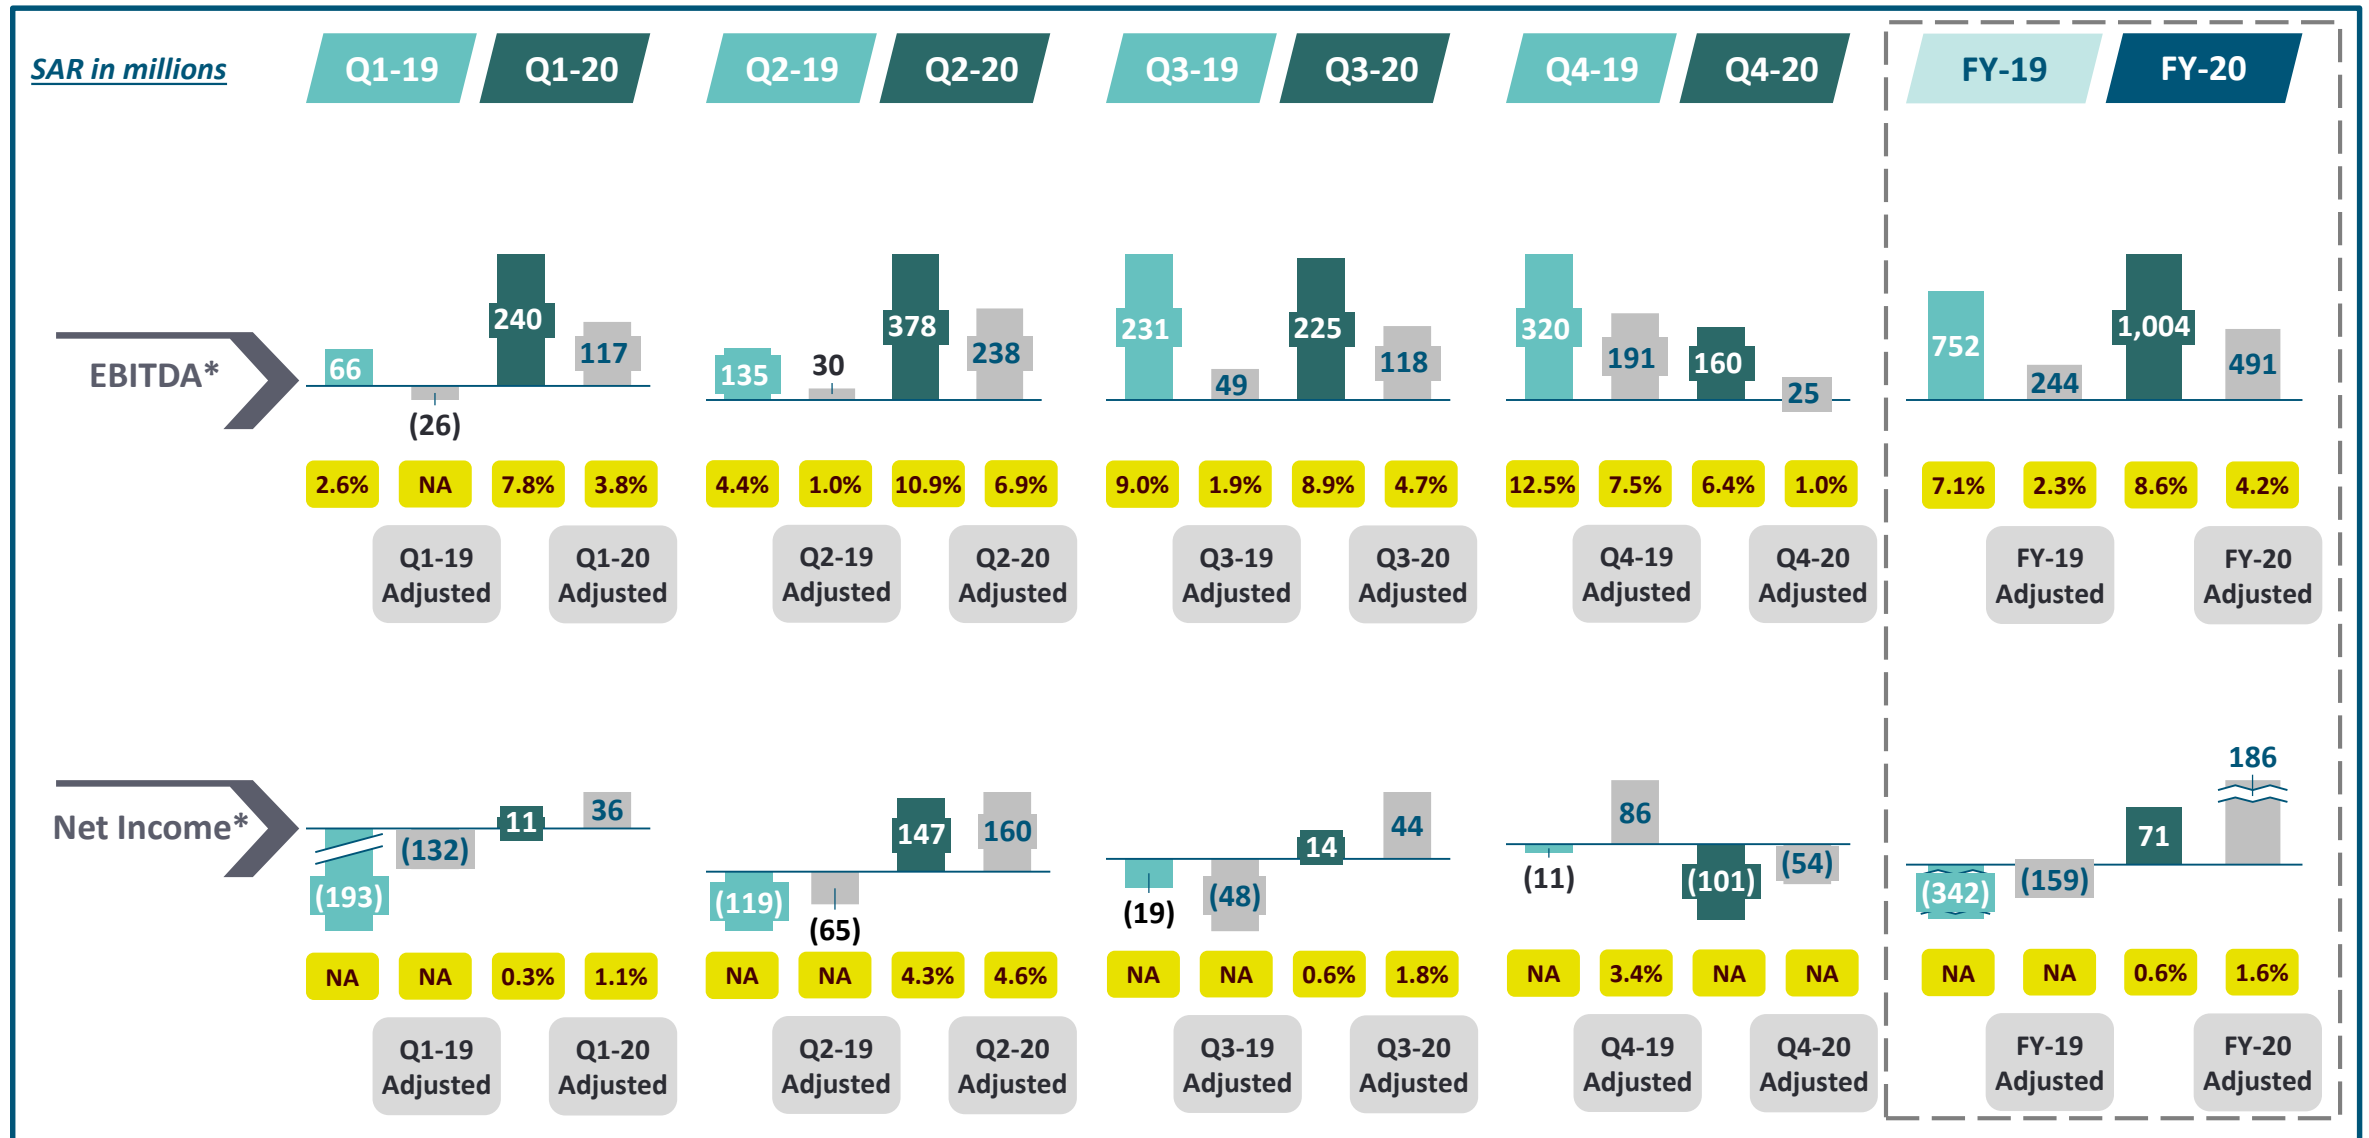 SAR in millions
Q1-19 Q1-20 Q2-19 Q2-20 Q3-19 Q3-20 Q4-19 Q4-20 FY-19 FY-20
EBITDA*
66 (26) 240 117
135 30 378 238
231 49 225 118
320 191 160 25
752 244 1,004 491
2.6% NA 7.8% 3.8% 4.4% 1.0% 10.9% 6.9% 9.0% 1.9% 8.9% 4.7% 12.5% 7.5% 6.4% 1.0% 7.1% 2.3% 8.6% 4.2%
Q1-19 Q1-20 Q2-19 Q2-20 Q3-19 Q3-20 Q4-19 Q4-20 FY-19 FY-20
Adjusted Adjusted Adjusted Adjusted Adjusted Adjusted Adjusted Adjusted Adjusted Adjusted
Net Income*
(193) (132) 11 36
(119) (65) 147 160
(19) (48) 14 44
(11) 86 (101) (54)
(342) (159) 71 186
NA NA 0.3% 1.1% NA NA 4.3% 4.6% NA NA 0.6% 1.8% NA 3.4% NA NA NA NA 0.6% 1.6%
Q1-19 Q1-20 Q2-19 Q2-20 Q3-19 Q3-20 Q4-19 Q4-20 FY-19 FY-20
Adjusted Adjusted Adjusted Adjusted Adjusted Adjusted Adjusted Adjusted Adjusted Adjusted